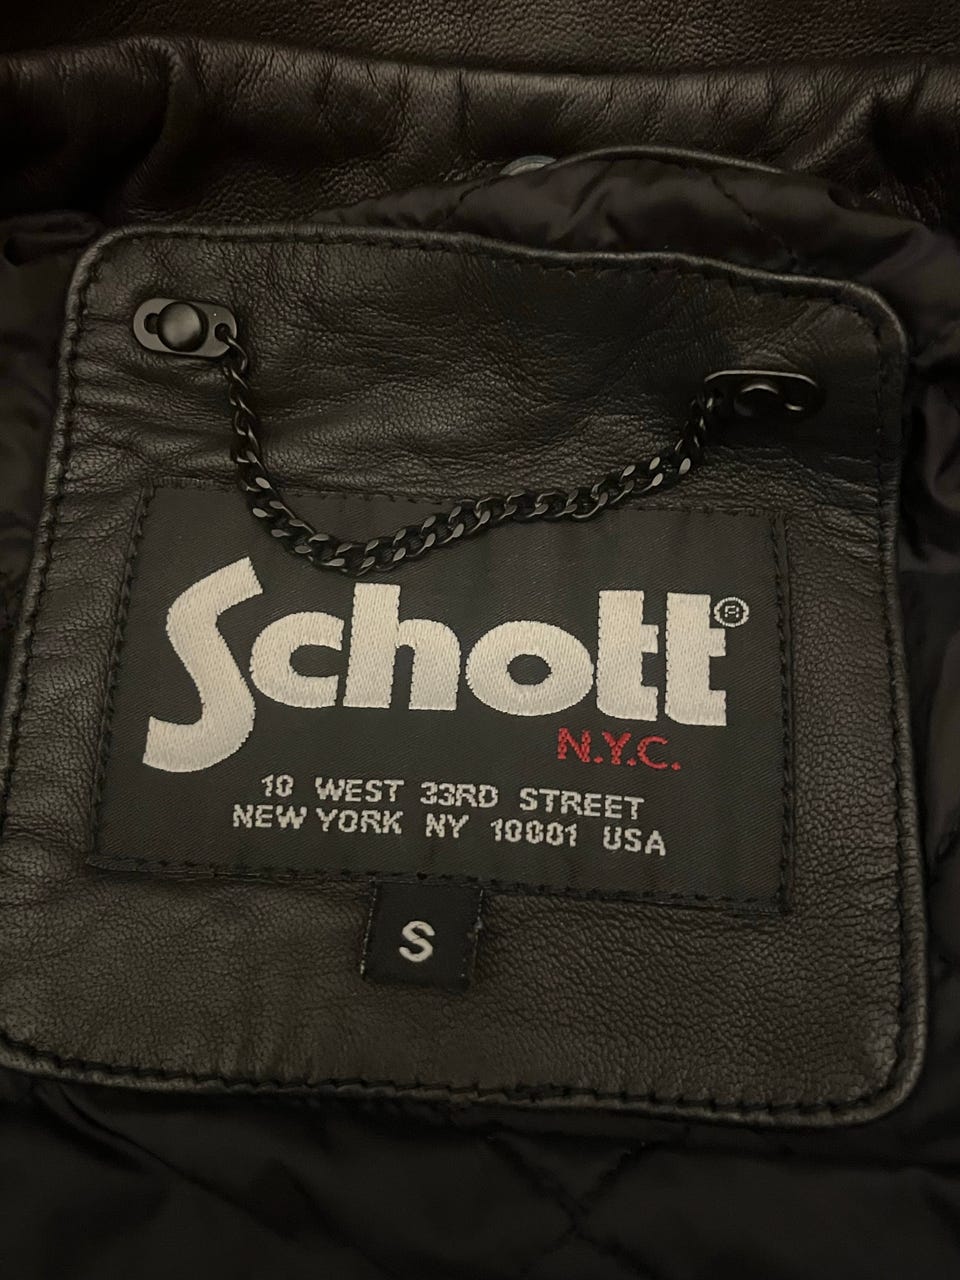 Schott®
N.Y.C.
10 WEST 33RD STREET
NEW YORK NY 10001 USA
S